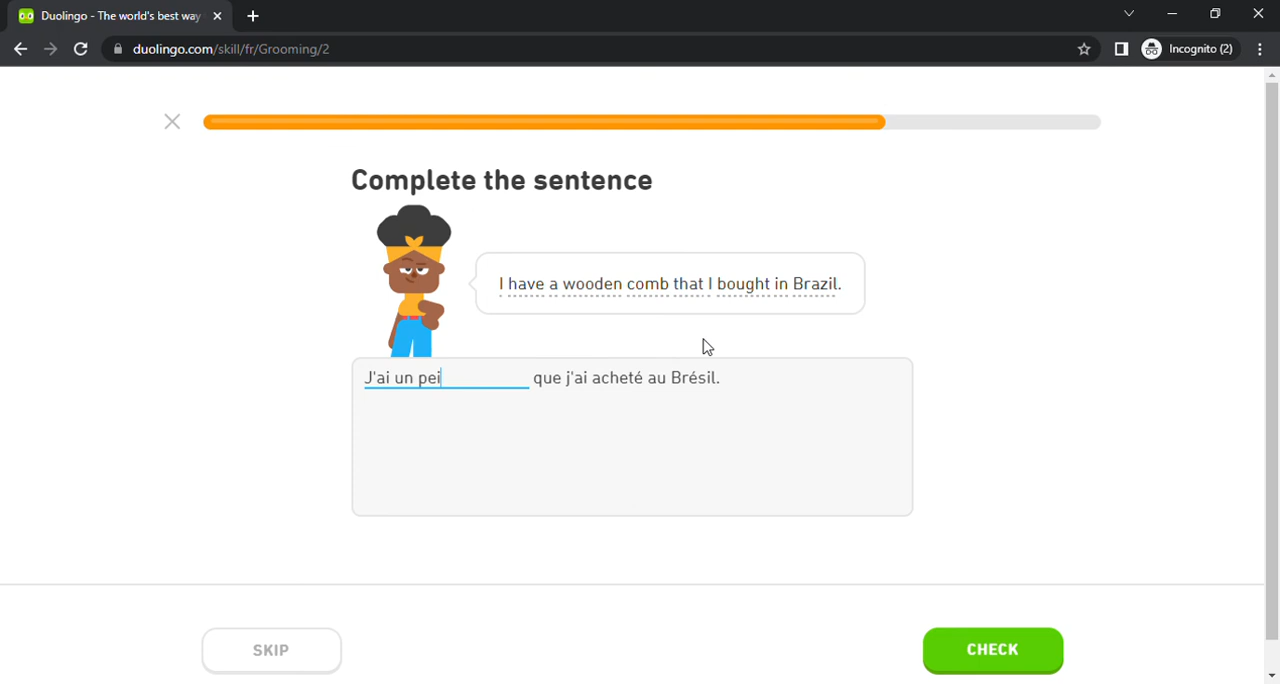 Duolingo - The world's best way
duolingo.com/skill/fr/Grooming/2
Incognito (2)
Complete the sentence
I have a wooden comb that I bought in Brazil.
J'ai un pei que j'ai acheté au Brésil.
SKIP
CHECK